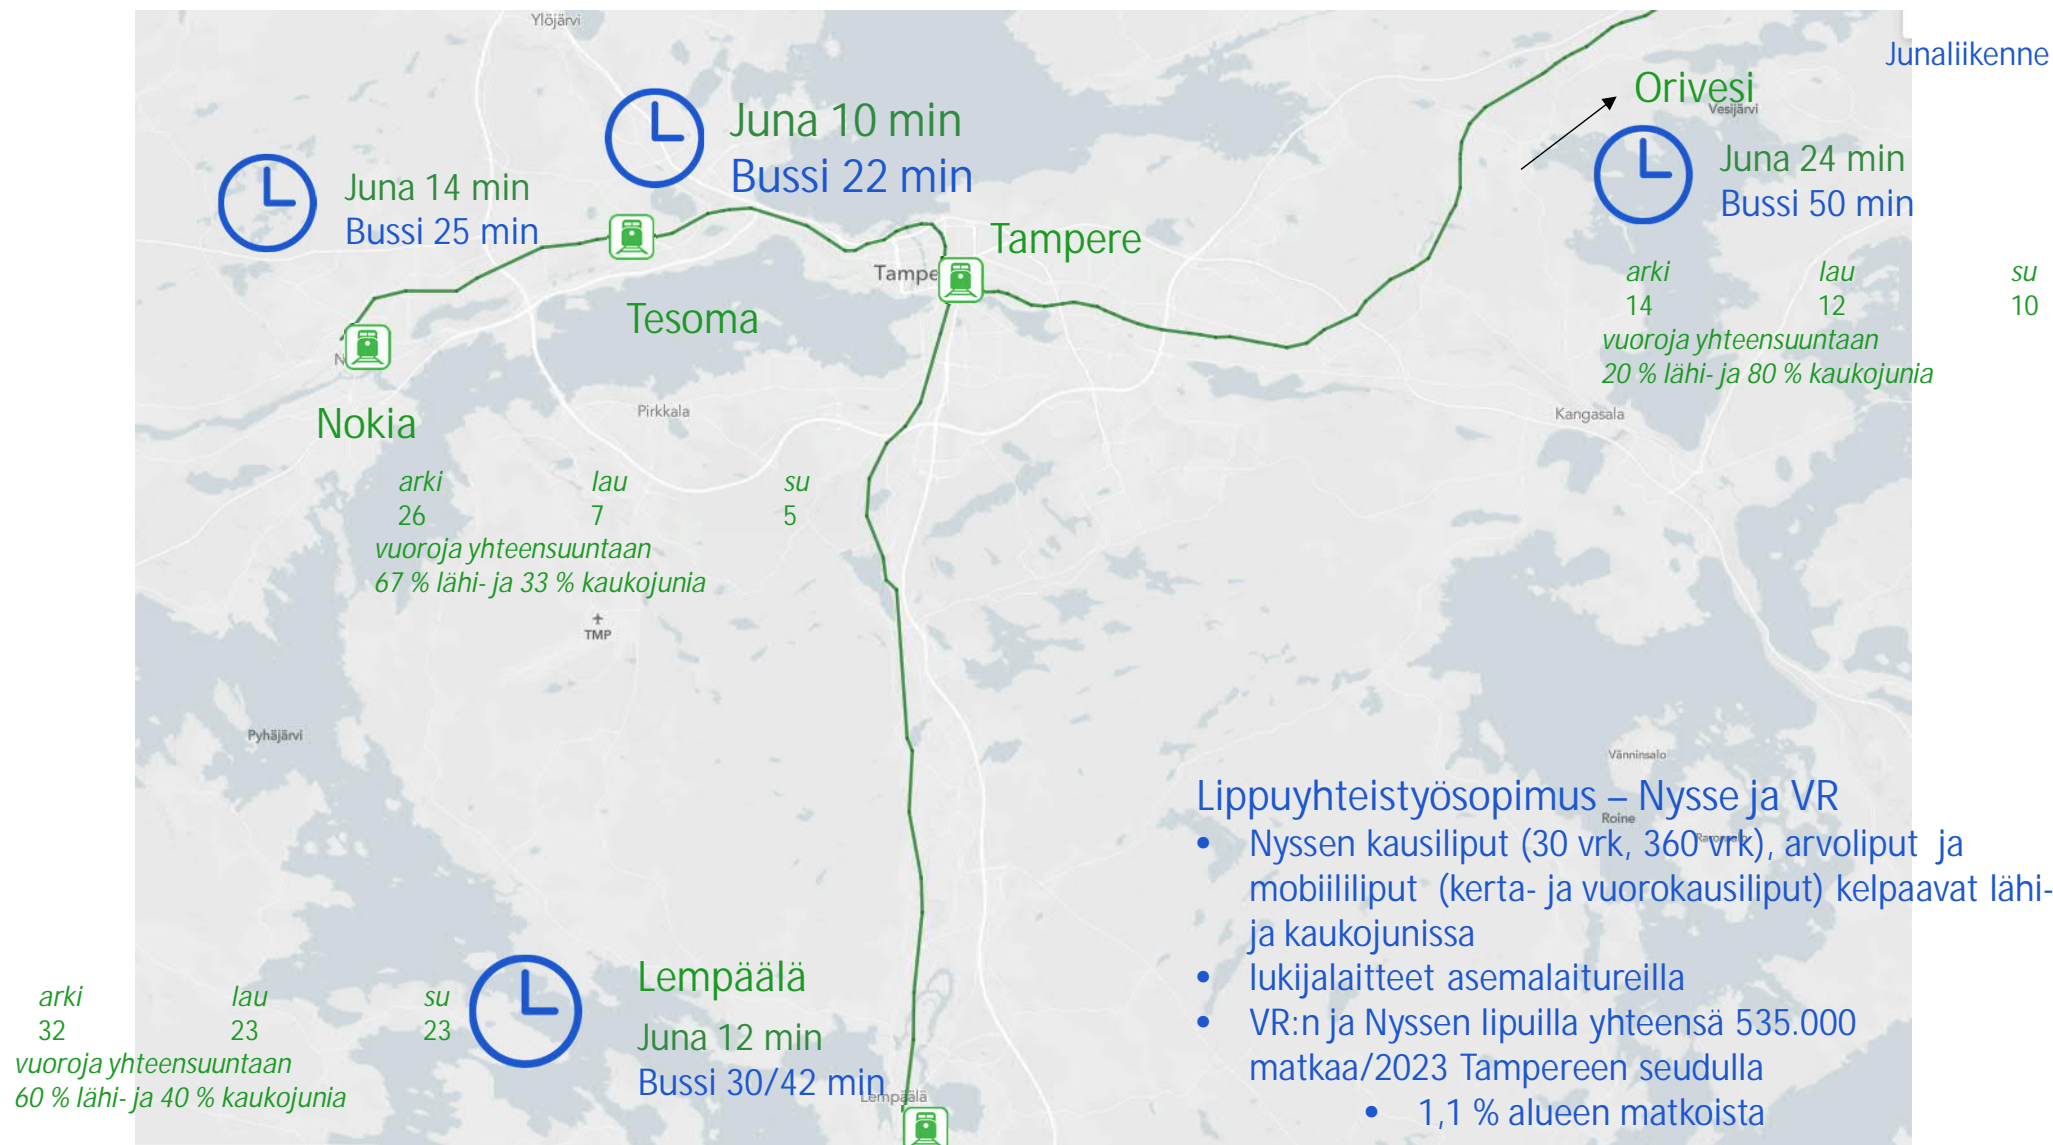 Ylöjärvi
Junaliikenne
Orivesi
Vesijärvi
Juna 10 min
Bussi 22 min
Juna 24 min
Bussi 50 min
Juna 14 min
Bussi 25 min
Tampere
Tampe
Tesoma
arki lau su
14 12 10
vuoroja yhteensuuntaan
20 % lähi- ja 80 % kaukojunia
N
Nokia
Pirkkala
Kangasala
arki lau su
26 7 5
vuoroja yhteensuuntaan
67 % lähi- ja 33 % kaukojunia
TMP
Pyhäjärvi
Vänninsalo
Lippuyhteistyösopimus – Nysse ja VR
Roine
• Nyssen kausiliput (30 vrk, 360 vrk), arvoliput ja
mobiililiput (kerta- ja vuorokausiliput) kelpaavat lähi-
ja kaukojunissa
• lukijalaitteet asemalaitureilla
• VR:n ja Nyssen lipuilla yhteensä 535.000
matkaa/2023 Tampereen seudulla
• 1,1 % alueen matkoista
Lempäälä
Juna 12 min
Bussi 30/42 min
Lempäälä
arki lau su
32 23 23
vuoroja yhteensuuntaan
60 % lähi- ja 40 % kaukojunia